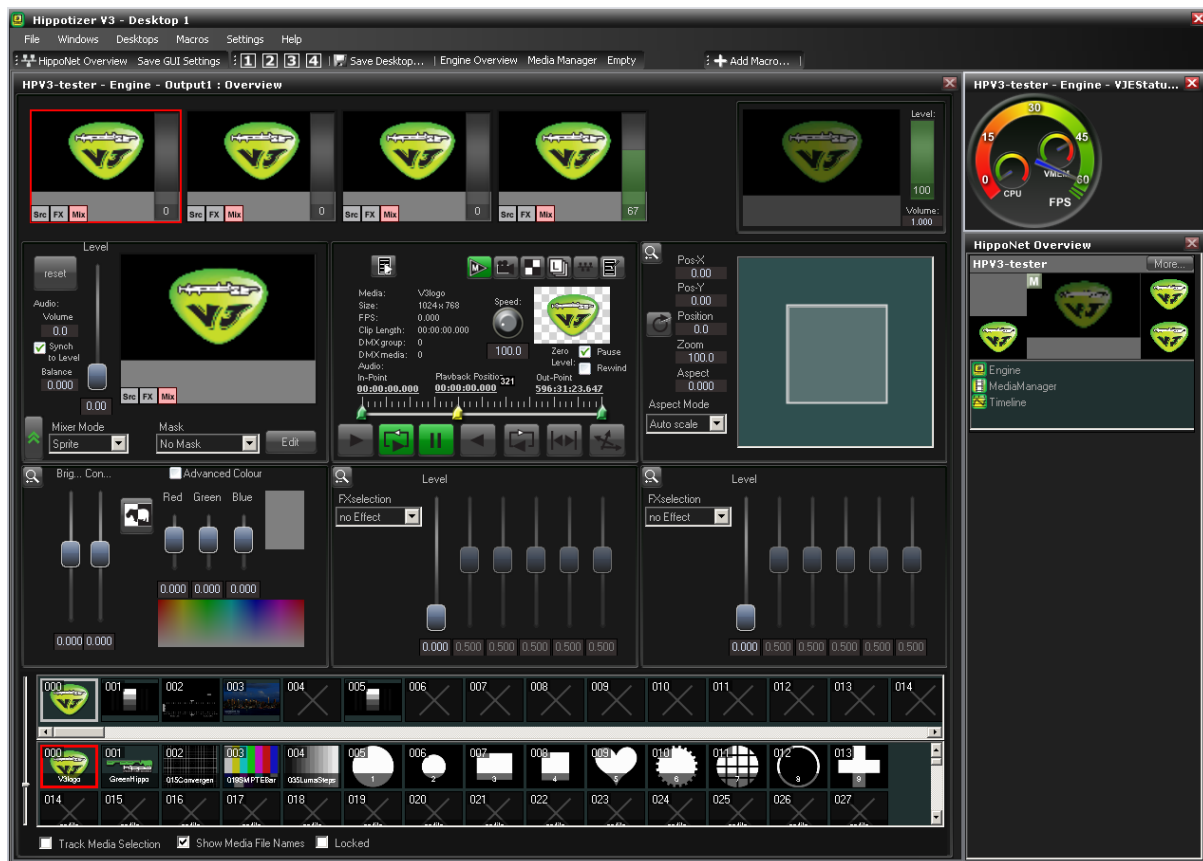 Hippotizer V3 - Desktop 1
File Windows Desktops Macros Settings Help
HippoNet Overview Save GUI Settings 1 2 3 4 Save Desktop... Engine Overview Media Manager Empty Add Macro...
HPV3-tester - Engine - Output1 : Overview
Src FX Mix 0
Src FX Mix 0
Src FX Mix 0
Src FX Mix 67
Level:
100
Volume:
1.000
Level
reset
Audio:
Volume
0.0
Synch
to Level
Balance
0.000
0.00
Src FX Mix
Mixer Mode
Sprite
Mask
No Mask
Edit
Media: V3logo
Size: 1024 x 768
FPS: 0.000
Clip Length: 00:00:00.000
DMXgroup: 0
DMXmedia: 0
Audio:
Speed:
100.0
Zero
Level:
Pause
Rewind
In-Point Playback Position 321 Out-Point
00:00:00.000 00:00:00.000 596:31:23.647
Pos-X
0.00
Pos-Y
0.00
Position
0.0
Zoom
100.0
Aspect
0.000
Aspect Mode
Auto scale
Brig... Con...
Advanced Colour
Red Green Blue
0.000 0.000 0.000
0.000 0.000
Level
FXselection
no Effect
0.000 0.500 0.500 0.500 0.500 0.500
Level
FXselection
no Effect
0.000 0.500 0.500 0.500 0.500 0.500
000 001 002 003 004 005 006 007 008 009 010 011 012 013 014
000 001 002 003 004 005 006 007 008 009 010 011 012 013
V3logo GreenHippo 015Convergen 019SMPTEBar 035LumaSteps 1 2 3 4 5 6 7 8 9
014 015 016 017 018 019 020 021 022 023 024 025 026 027
Track Media Selection Show Media File Names Locked
HPV3-tester - Engine - VJEStatu...
0 15 30 45 60
CPU VMEM FPS
HippoNet Overview
HPV3-tester More...
M
Engine
MediaManager
Timeline